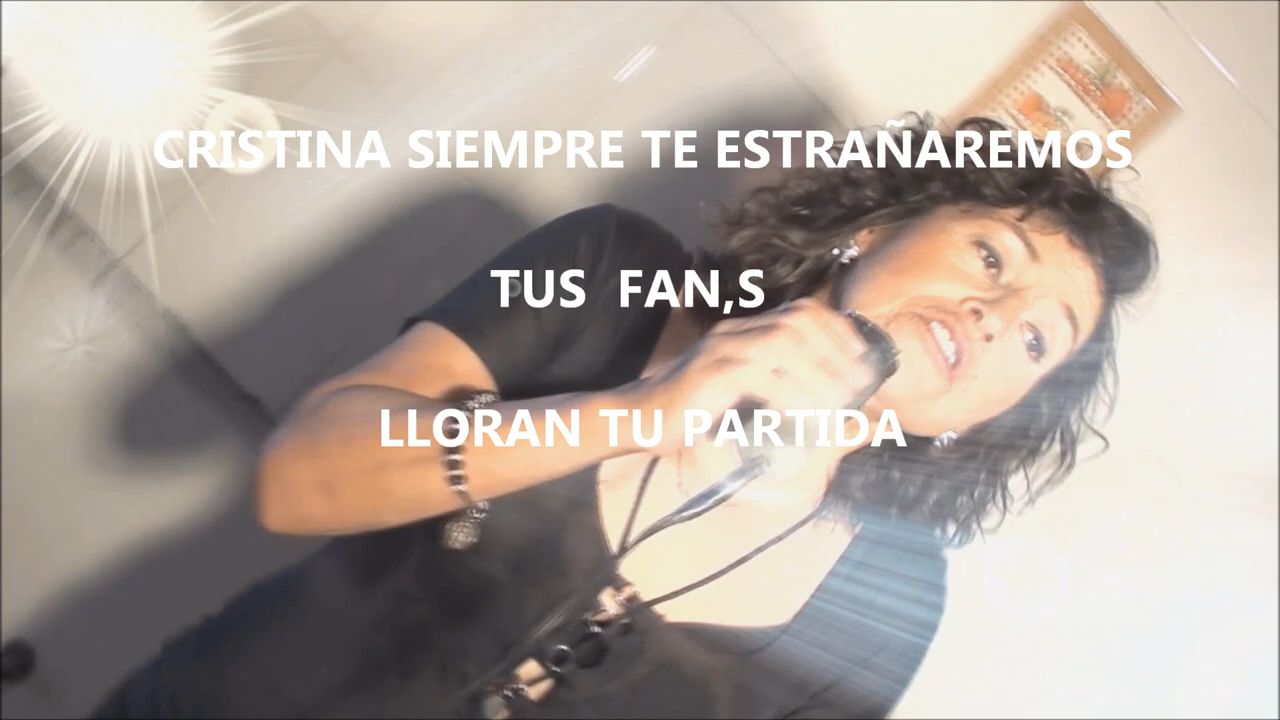 CRISTINA SIEMPRE TE ESTRAÑAREMOS
TUS FAN,S
LLORAN TU PARTIDA